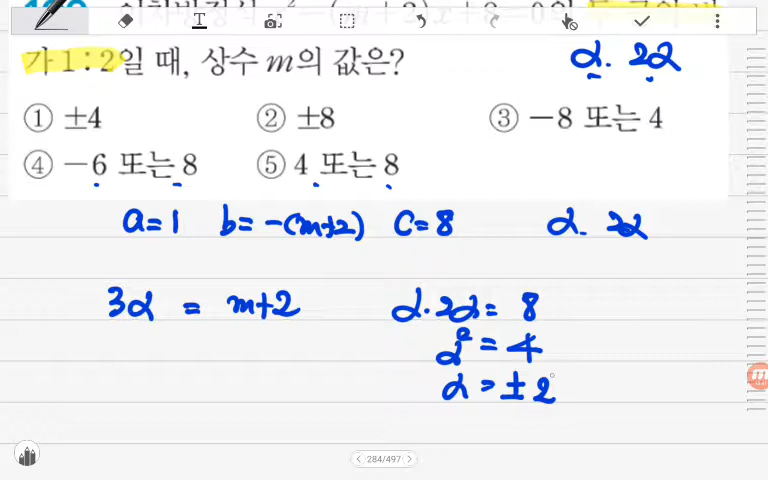 가 1 : 2일 때, 상수 m의 값은?
α. 2α
① ±4 ② ±8 ③ −8 또는 4
④ −6 또는 8 ⑤ 4 또는 8
a=1 b=-(m+2) c=8 α. 2α
3α = m+2 α·2α= 8
α² = 4
α = ±2
284/497